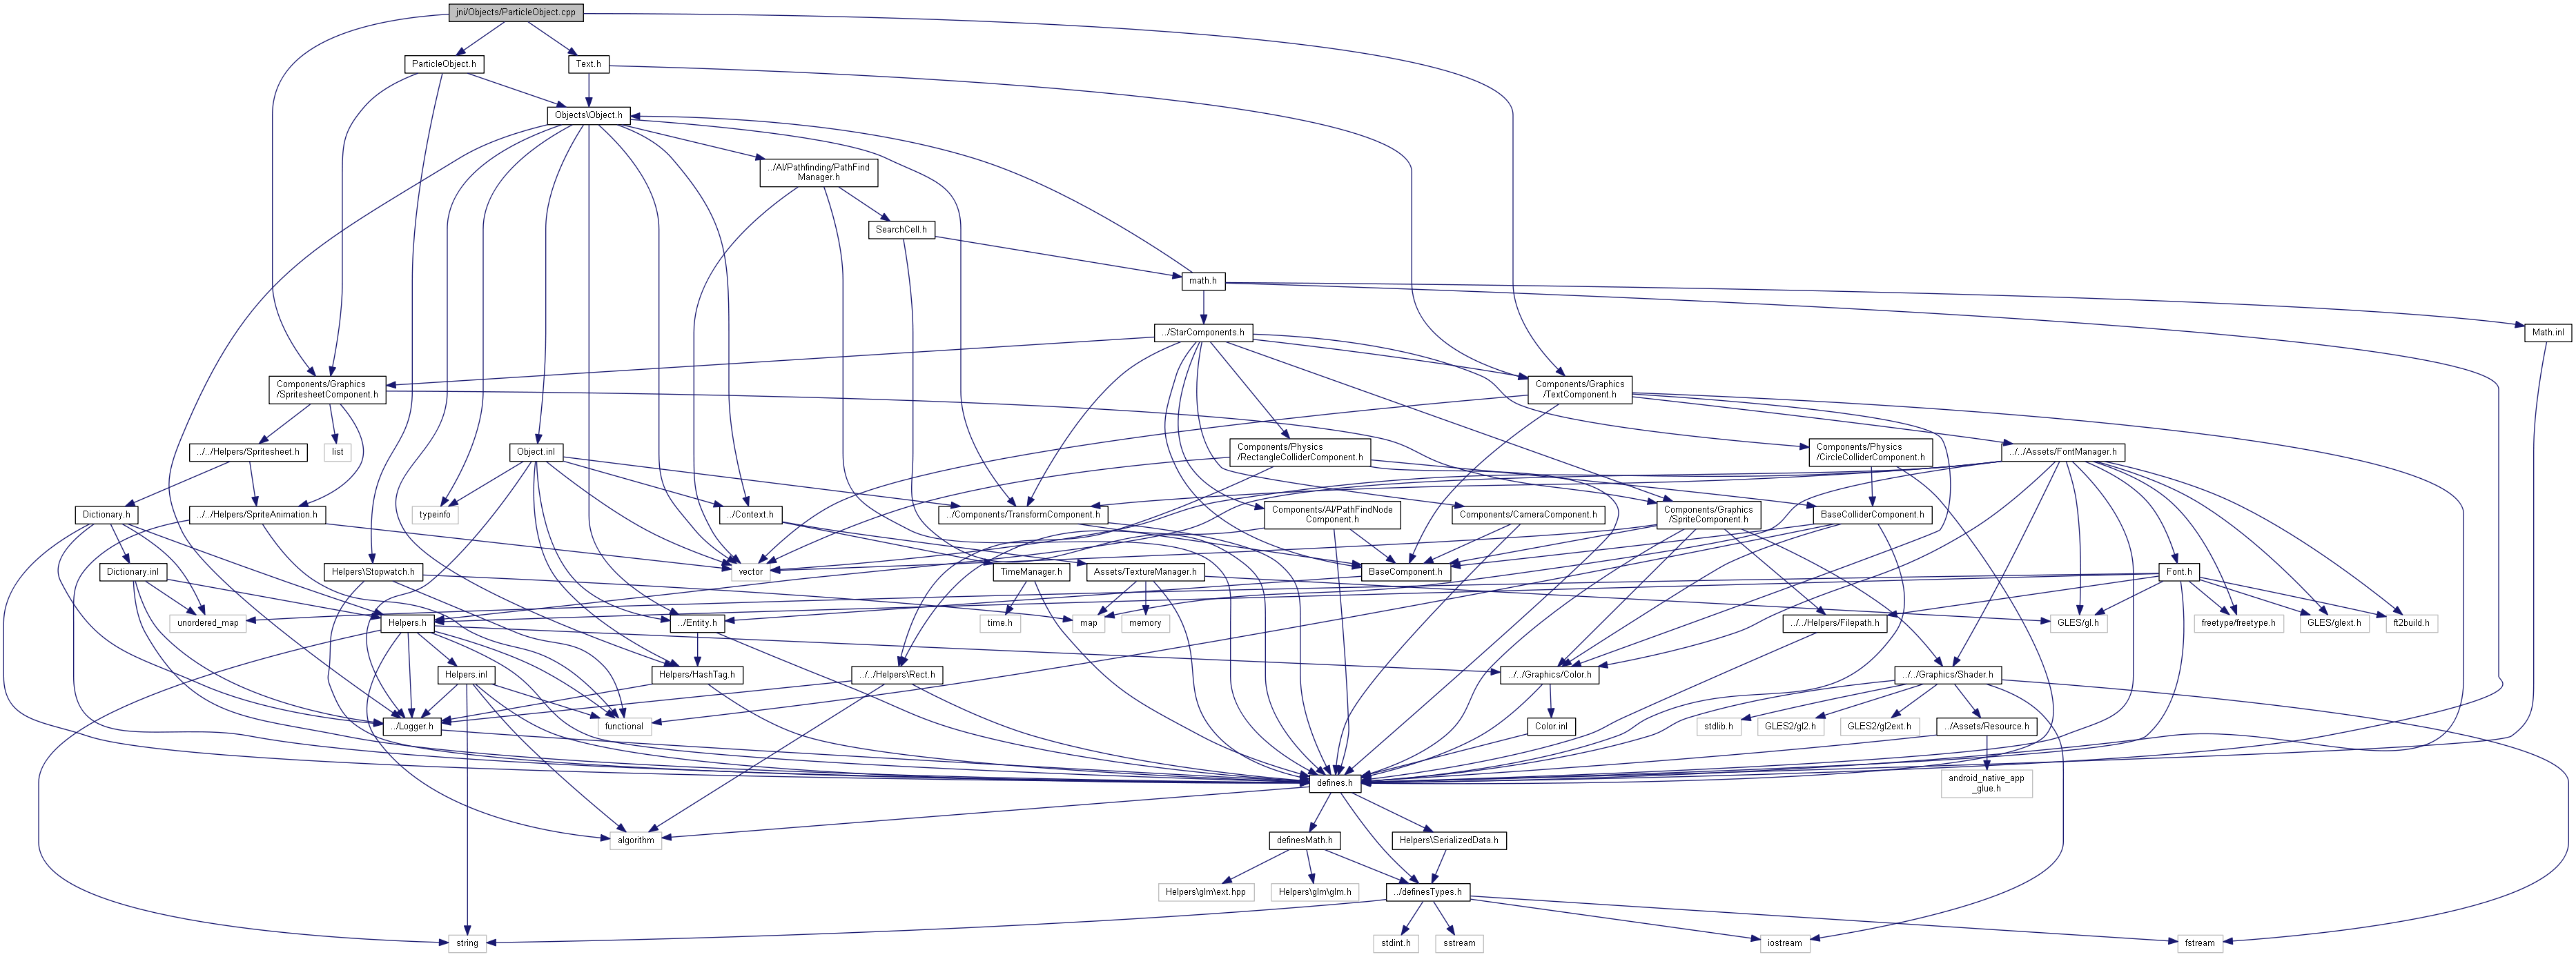 jni/Objects/ParticleObject.cpp
ParticleObject.h
Text.h
Objects\Object.h
../AI/Pathfinding/PathFind
Manager.h
SearchCell.h
math.h
../StarComponents.h
Math.inl
Components/Graphics
/SpritesheetComponent.h
Components/Graphics
/TextComponent.h
../../Helpers/Spritesheet.h
list
Object.inl
Components/Physics
/RectangleColliderComponent.h
Components/Physics
/CircleColliderComponent.h
../../Assets/FontManager.h
Dictionary.h
../../Helpers/SpriteAnimation.h
typeinfo
../Context.h
../Components/TransformComponent.h
Components/AI/PathFindNode
Component.h
Components/CameraComponent.h
Components/Graphics
/SpriteComponent.h
BaseColliderComponent.h
Dictionary.inl
Helpers\Stopwatch.h
vector
TimeManager.h
Assets/TextureManager.h
BaseComponent.h
Font.h
unordered_map
Helpers.h
../Entity.h
time.h
map
memory
../../Helpers/Filepath.h
GLES/gl.h
freetype/freetype.h
GLES/glext.h
ft2build.h
Helpers.inl
Helpers/HashTag.h
../../Helpers\Rect.h
../../Graphics/Color.h
../../Graphics/Shader.h
../Logger.h
functional
Color.inl
stdlib.h
GLES2/gl2.h
GLES2/gl2ext.h
../Assets/Resource.h
defines.h
android_native_app
_glue.h
algorithm
definesMath.h
Helpers\SerializedData.h
Helpers\glm\ext.hpp
Helpers\glm\glm.h
../definesTypes.h
string
stdint.h
sstream
iostream
fstream